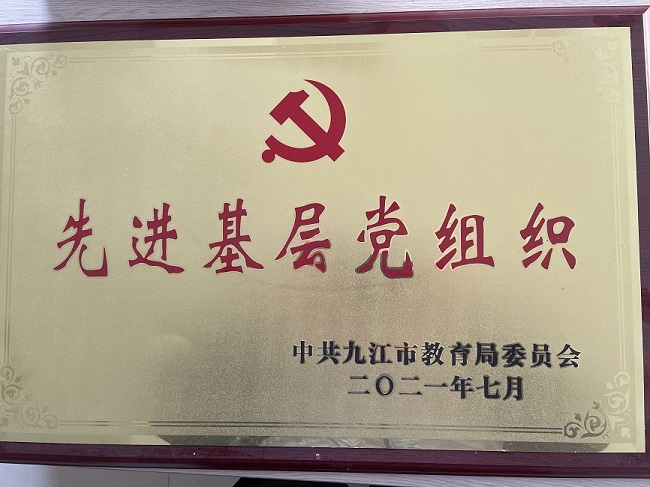 先进基层党组织
中共九江市教育局委员会
二〇二一年七月